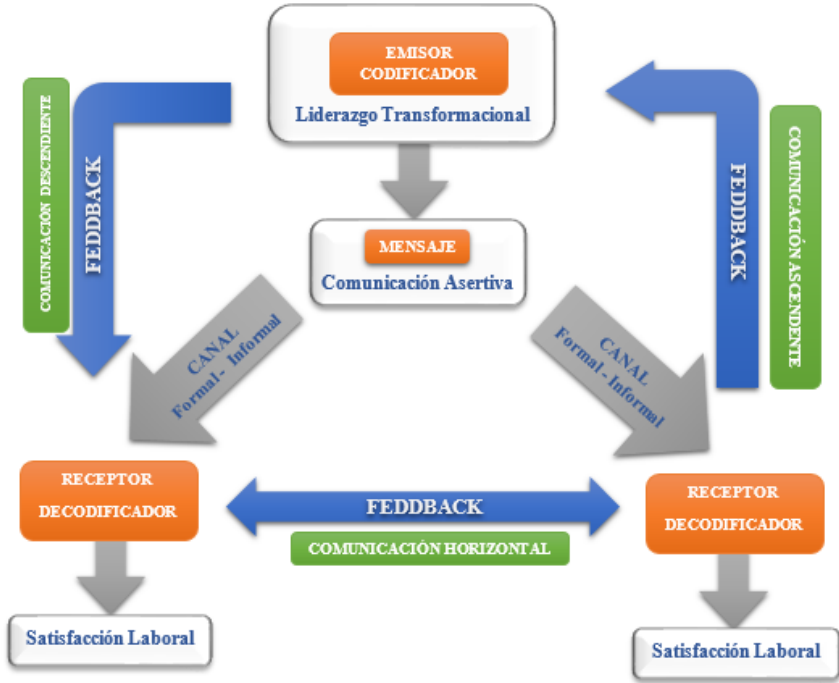 EMISOR
CODIFICADOR
Liderazgo Transformacional
COMUNICACIÓN DESCENDIENTE
FEDDBACK
FEDDBACK
COMUNICACIÓN ASCENDENTE
MENSAJE
Comunicación Asertiva
CANAL
Formal - Informal
CANAL
Formal - Informal
RECEPTOR
DECODIFICADOR
FEDDBACK
COMUNICACIÓN HORIZONTAL
RECEPTOR
DECODIFICADOR
Satisfacción Laboral
Satisfacción Laboral